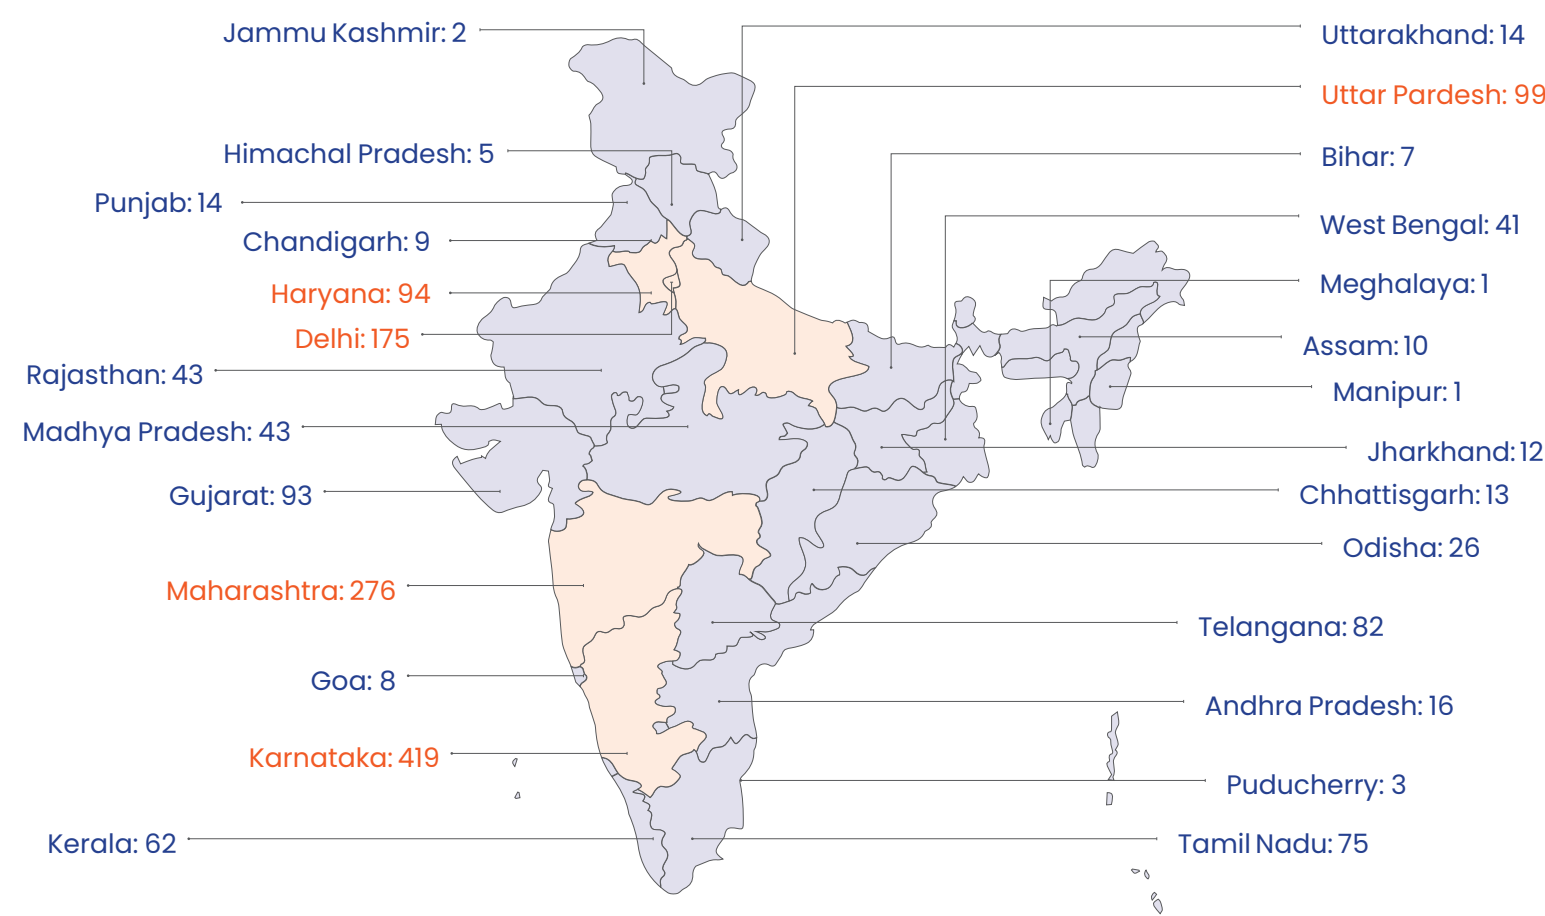 Jammu Kashmir: 2
Himachal Pradesh: 5
Punjab: 14
Chandigarh: 9
Haryana: 94
Delhi: 175
Rajasthan: 43
Madhya Pradesh: 43
Gujarat: 93
Maharashtra: 276
Goa: 8
Karnataka: 419
Kerala: 62
Uttarakhand: 14
Uttar Pardesh: 99
Bihar: 7
West Bengal: 41
Meghalaya: 1
Assam: 10
Manipur: 1
Jharkhand: 12
Chhattisgarh: 13
Odisha: 26
Telangana: 82
Andhra Pradesh: 16
Puducherry: 3
Tamil Nadu: 75